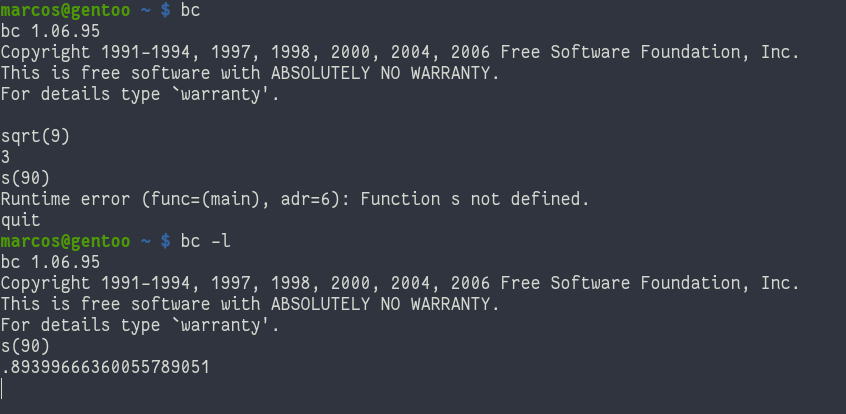 marcos@gentoo ~ $ bc
bc 1.06.95
Copyright 1991-1994, 1997, 1998, 2000, 2004, 2006 Free Software Foundation, Inc.
This is free software with ABSOLUTELY NO WARRANTY.
For details type `warranty'.
sqrt(9)
3
s(90)
Runtime error (func=(main), adr=6): Function s not defined.
quit
marcos@gentoo ~ $ bc -l
bc 1.06.95
Copyright 1991-1994, 1997, 1998, 2000, 2004, 2006 Free Software Foundation, Inc.
This is free software with ABSOLUTELY NO WARRANTY.
For details type `warranty'.
s(90)
.89399666360055789051